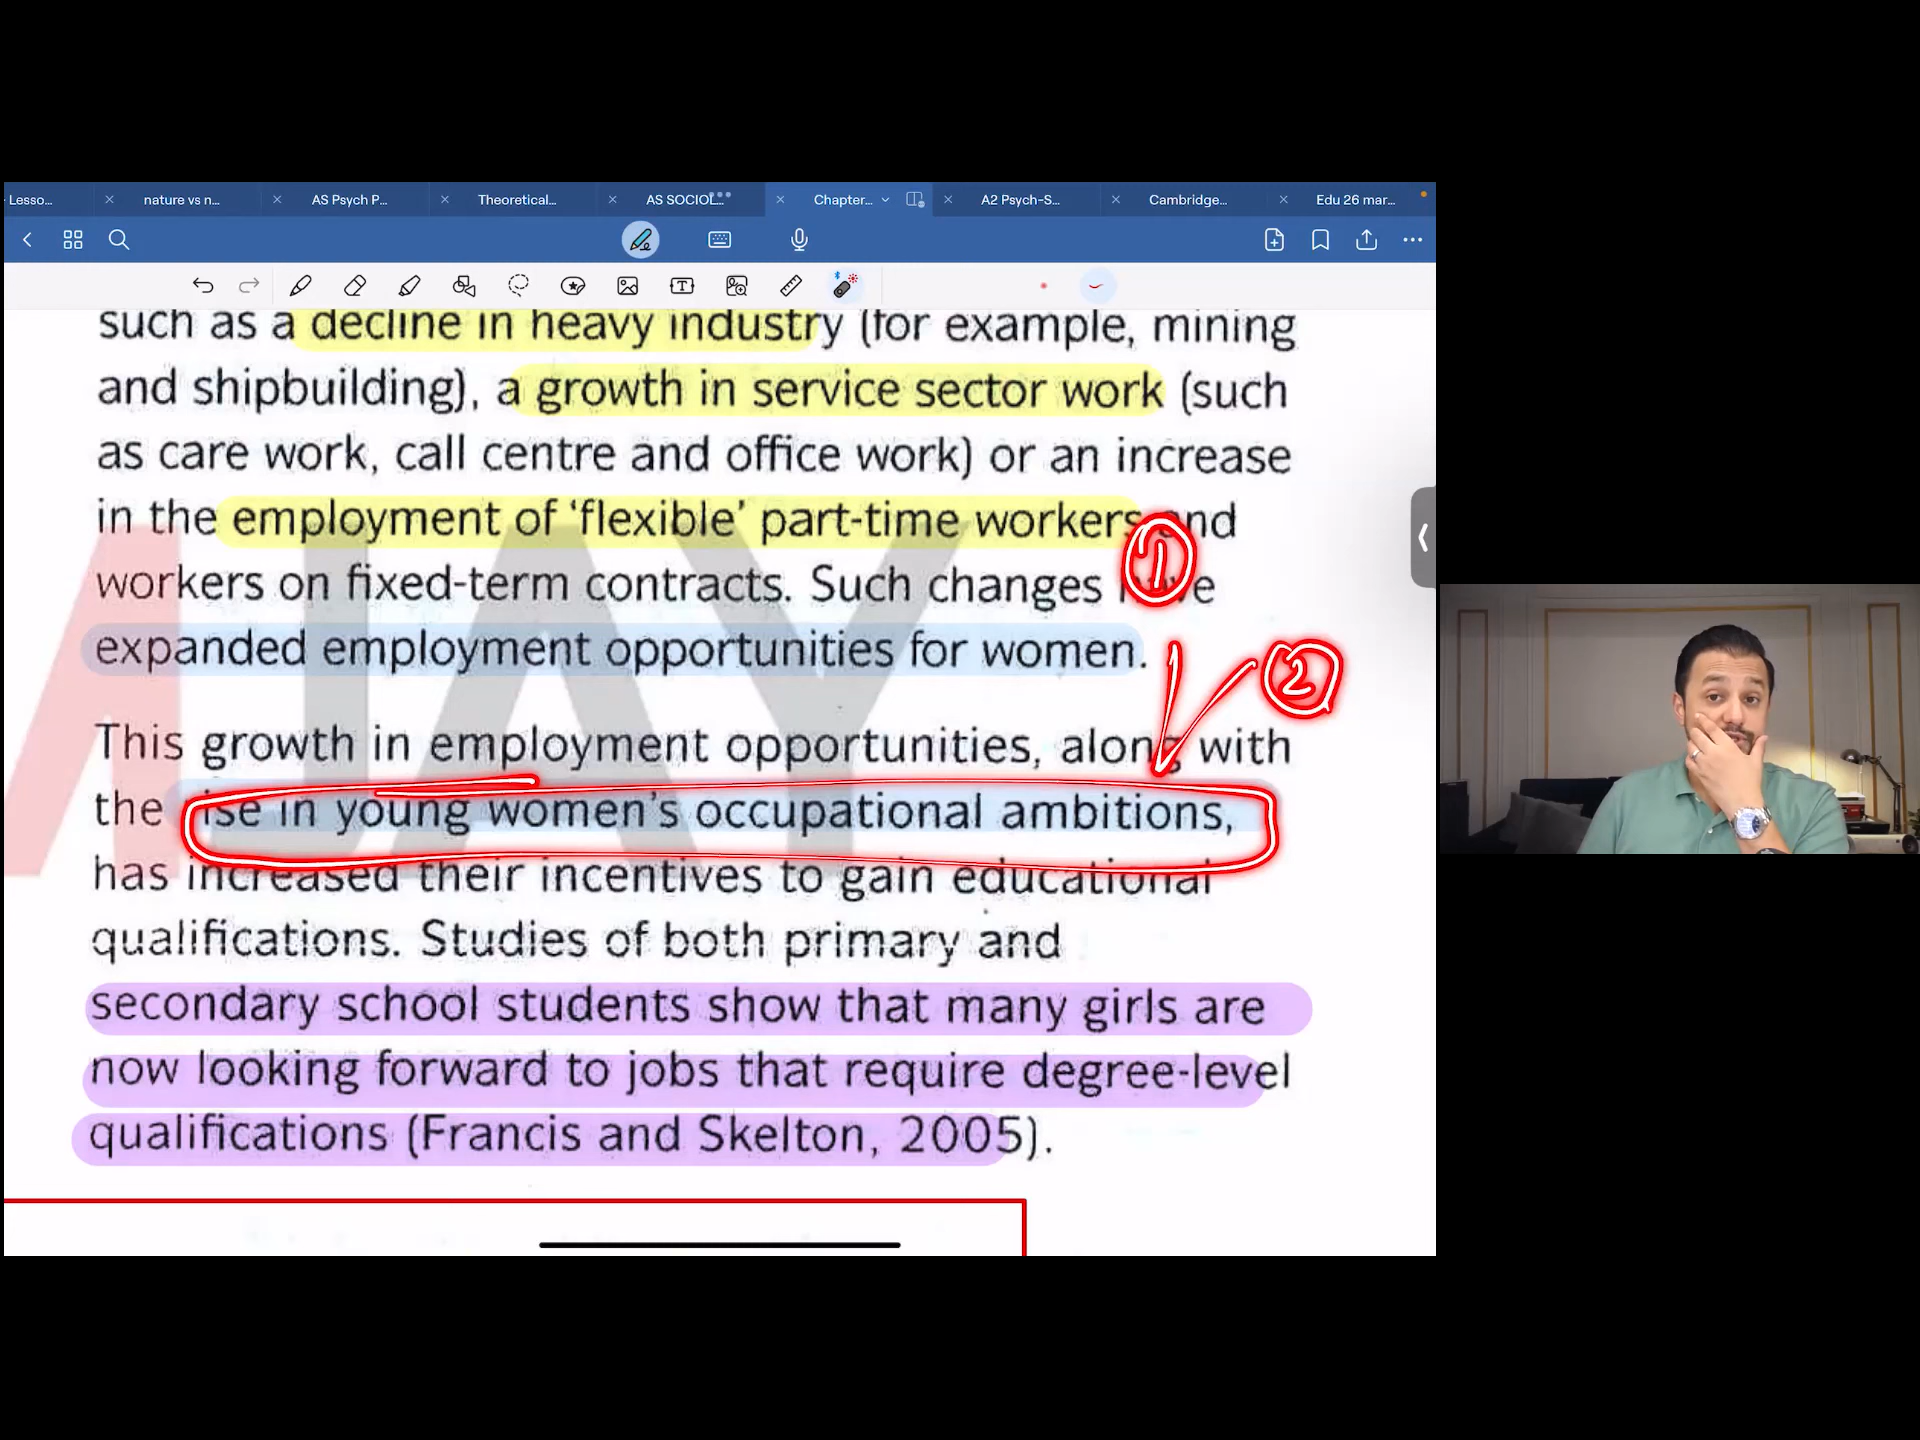 Lesso...
nature vs n...
AS Psych P...
Theoretical...
AS SOCIOL...
Chapter...
A2 Psych-S...
Cambridge...
Edu 26 mar...
such as a decline in heavy industry (for example, mining
and shipbuilding), a growth in service sector work (such
as care work, call centre and office work) or an increase
in the employment of ‘flexible’ part-time workers and
workers on fixed-term contracts. Such changes have
1
expanded employment opportunities for women.
2
This growth in employment opportunities, along with
the rise in young women’s occupational ambitions,
has increased their incentives to gain educational
qualifications. Studies of both primary and
secondary school students show that many girls are
now looking forward to jobs that require degree-level
qualifications (Francis and Skelton, 2005).